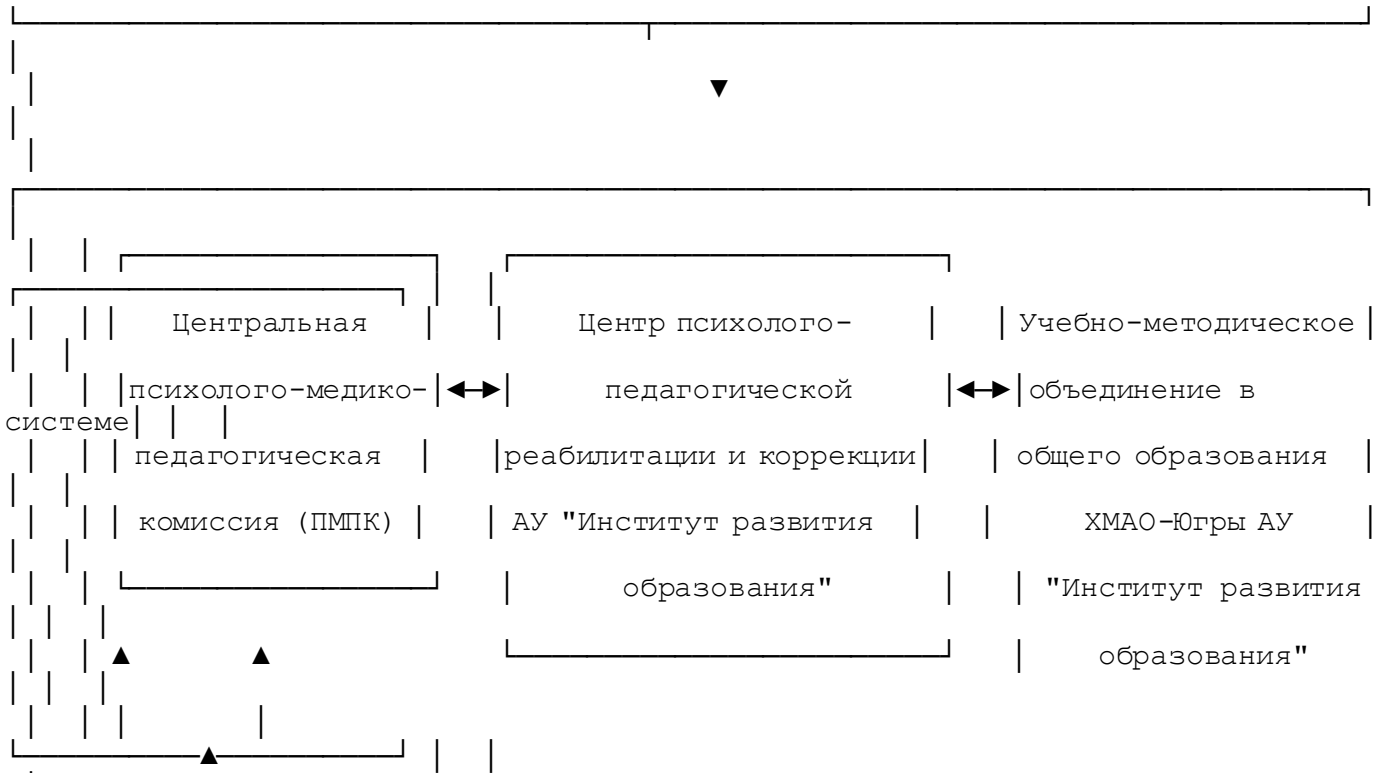 Центральная Центр психолого- Учебно-методическое
психолого-медико- педагогической объединение в
системе
педагогическая реабилитации и коррекции общего образования
комиссия (ПМПК) АУ "Институт развития ХМАО-Югры АУ
образования" "Институт развития
образования"